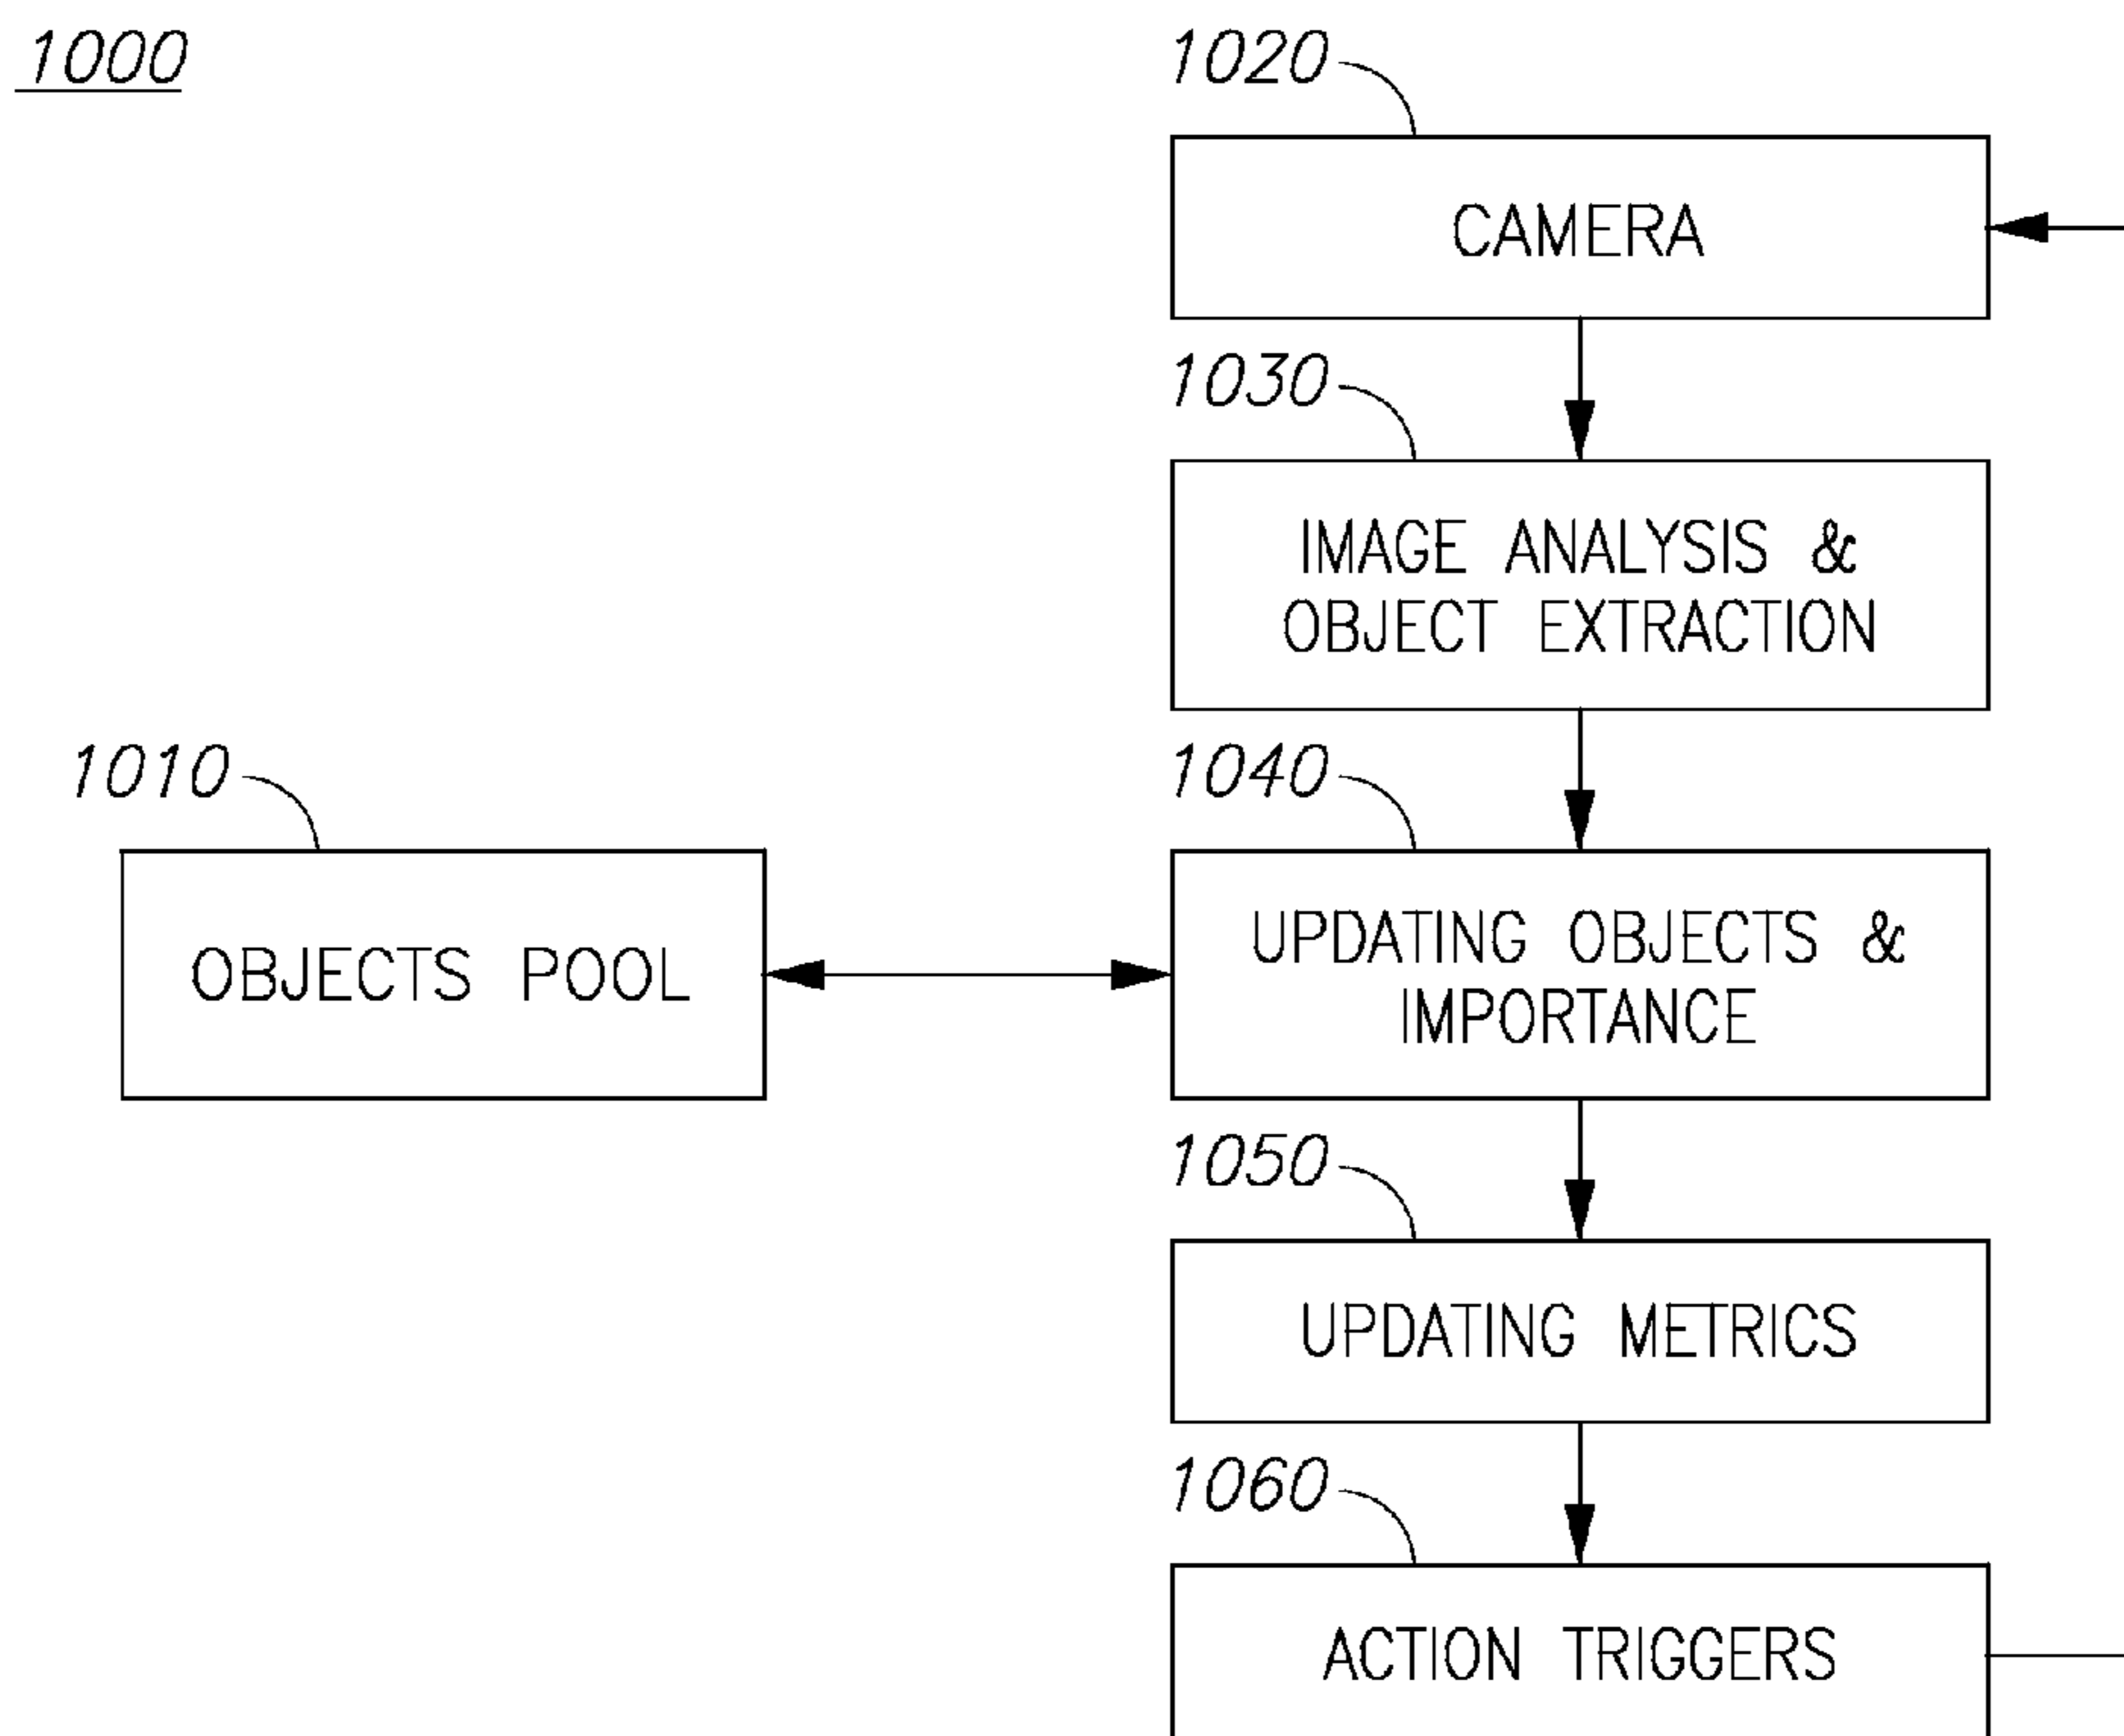 1000
1020
CAMERA
1030
IMAGE ANALYSIS &
OBJECT EXTRACTION
1010
OBJECTS POOL
1040
UPDATING OBJECTS &
IMPORTANCE
1050
UPDATING METRICS
1060
ACTION TRIGGERS